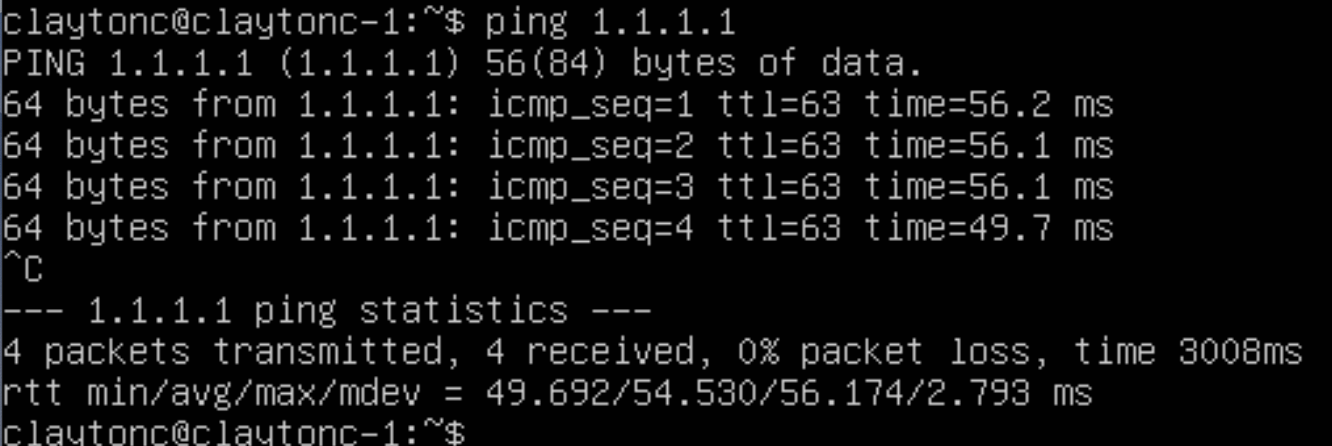 claytonc@claytonc-1:~$ ping 1.1.1.1
PING 1.1.1.1 (1.1.1.1) 56(84) bytes of data.
64 bytes from 1.1.1.1: icmp_seq=1 ttl=63 time=56.2 ms
64 bytes from 1.1.1.1: icmp_seq=2 ttl=63 time=56.1 ms
64 bytes from 1.1.1.1: icmp_seq=3 ttl=63 time=56.1 ms
64 bytes from 1.1.1.1: icmp_seq=4 ttl=63 time=49.7 ms
^C
--- 1.1.1.1 ping statistics ---
4 packets transmitted, 4 received, 0% packet loss, time 3008ms
rtt min/avg/max/mdev = 49.692/54.530/56.174/2.793 ms
claytonc@claytonc-1:~$